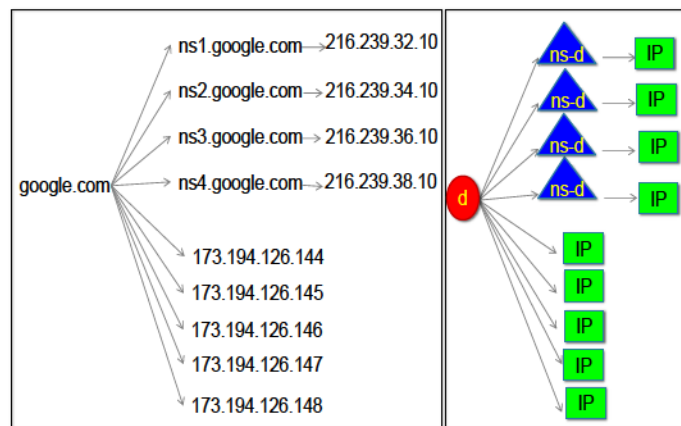 ns1.google.com 216.239.32.10
ns2.google.com 216.239.34.10
ns3.google.com 216.239.36.10
ns4.google.com 216.239.38.10
google.com
173.194.126.144
173.194.126.145
173.194.126.146
173.194.126.147
173.194.126.148
ns-d IP
ns-d IP
ns-d IP
ns-d IP
d
IP
IP
IP
IP
IP